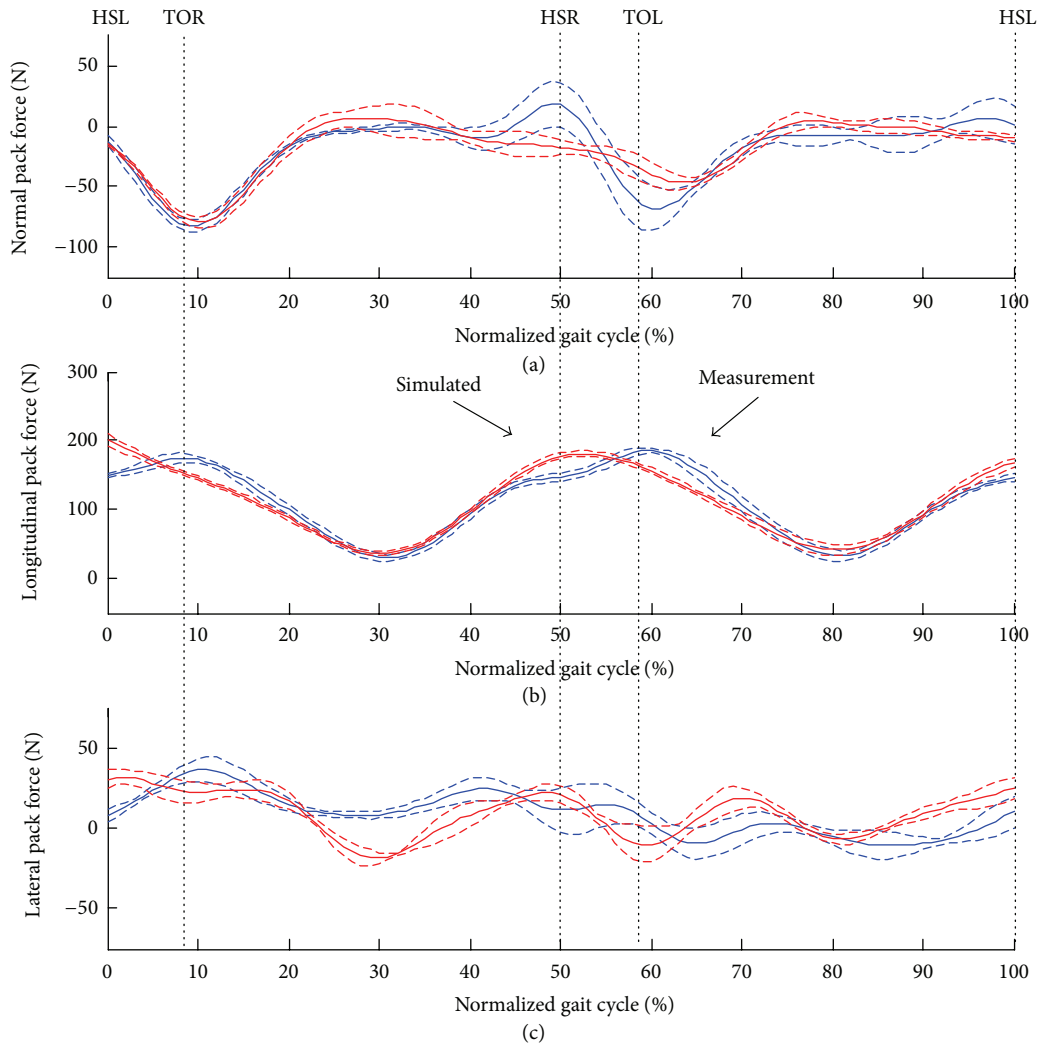 HSL TOR HSR TOL HSL
Normal pack force (N)
50
0
−50
−100
0 10 20 30 40 50 60 70 80 90 100
Normalized gait cycle (%)
(a)
Longitudinal pack force (N)
300
200
100
0
Simulated
Measurement
0 10 20 30 40 50 60 70 80 90 100
Normalized gait cycle (%)
(b)
Lateral pack force (N)
50
0
−50
0 10 20 30 40 50 60 70 80 90 100
Normalized gait cycle (%)
(c)